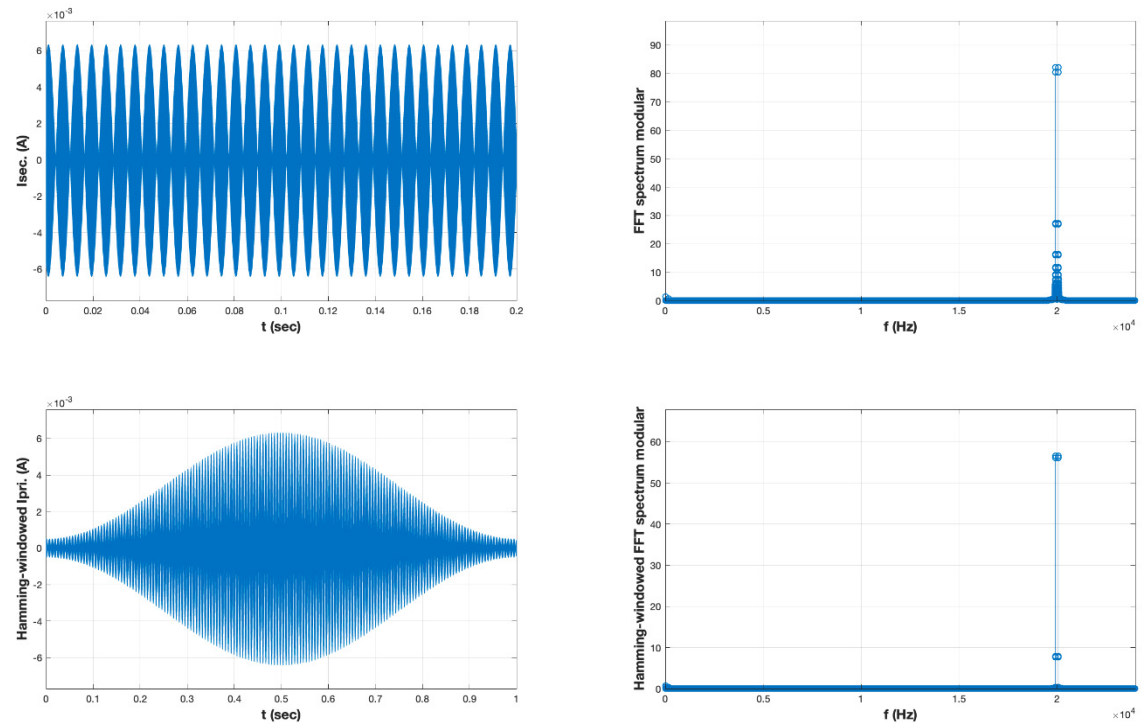 ×10⁻³
6
4
2
0
-2
-4
-6
0 0.02 0.04 0.06 0.08 0.1 0.12 0.14 0.16 0.18 0.2
Isec. (A)
t (sec)
90
80
70
60
50
40
30
20
10
0
0 0.5 1 1.5 2
×10⁴
FFT spectrum modular
f (Hz)
×10⁻³
6
4
2
0
-2
-4
-6
0 0.1 0.2 0.3 0.4 0.5 0.6 0.7 0.8 0.9 1
Hamming-windowed Ipri. (A)
t (sec)
60
50
40
30
20
10
0
0 0.5 1 1.5 2
×10⁴
Hamming-windowed FFT spectrum modular
f (Hz)